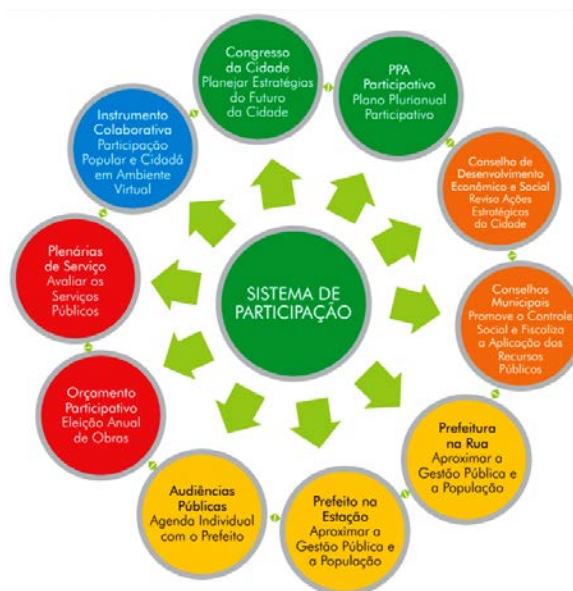 Congresso
da Cidade
Planejar Estratégias
do Futuro
da Cidade
PPA
Participativo
Plano Plurianual
Participativo
Conselho de
Desenvolvimento
Econômico e Social
Revisa Ações
Estratégicas
da Cidade
Conselhos
Municipais
Promove o Controle
Social e Fiscaliza
a Aplicação dos
Recursos
Públicos
Prefeitura
na Rua
Aproximar a
Gestão Pública e
a População
Prefeito na
Estação
Aproximar a
Gestão Pública e
a População
Audiências
Públicas
Agenda Individual
com o Prefeito
Orçamento
Participativo
Eleição Anual
de Obras
Plenárias
de Serviço
Avaliar os
Serviços
Públicos
Instrumento
Colaborativa
Participação
Popular e Cidadã
em Ambiente
Virtual
SISTEMA DE
PARTICIPAÇÃO